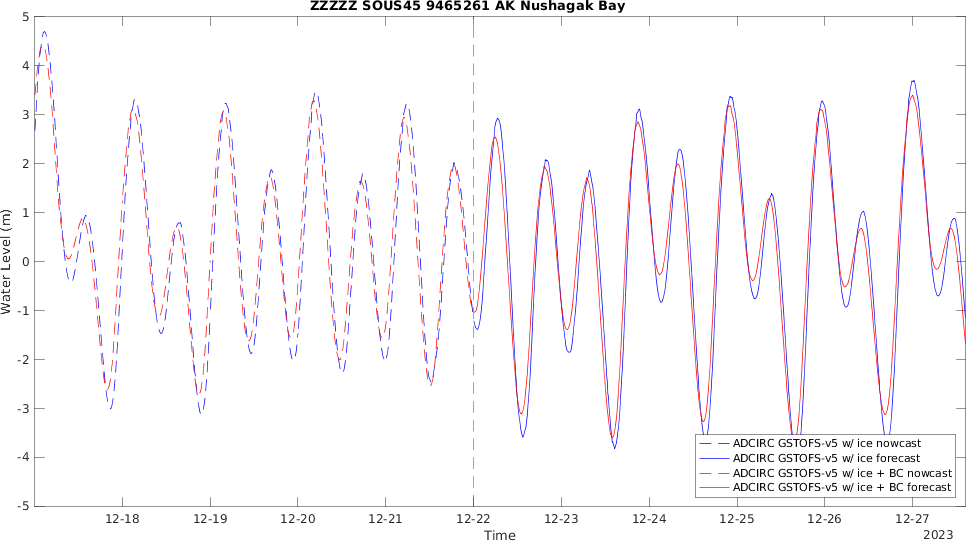 ZZZZZ SOUS45 9465261 AK Nushagak Bay
5
4
3
2
1
0
-1
-2
-3
-4
-5
Water Level (m)
ADCIRC GSTOFS-v5 w/ ice nowcast
ADCIRC GSTOFS-v5 w/ ice forecast
ADCIRC GSTOFS-v5 w/ ice + BC nowcast
ADCIRC GSTOFS-v5 w/ ice + BC forecast
12-18 12-19 12-20 12-21 12-22 12-23 12-24 12-25 12-26 12-27
Time
2023